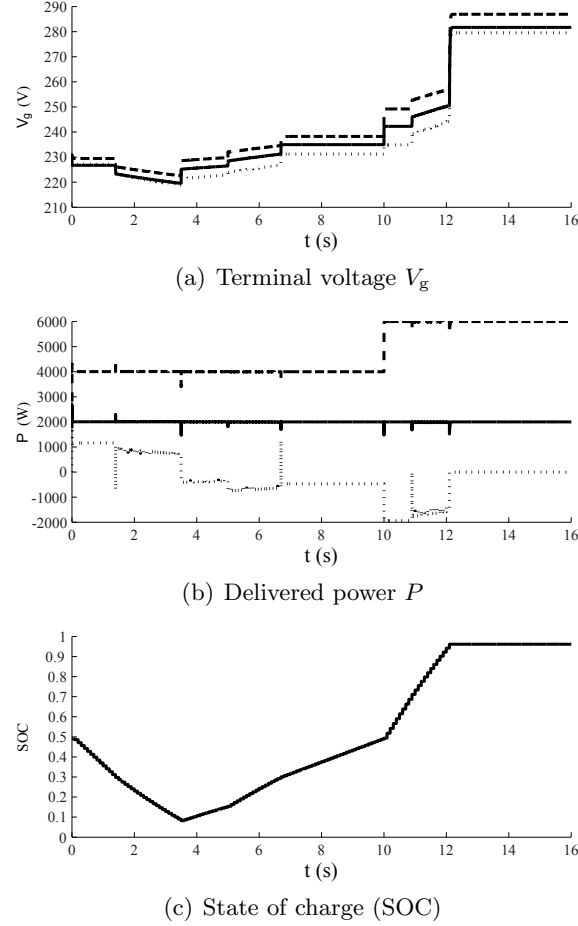 290
280
270
260
250
240
230
220
210
V_g (V)
0 2 4 6 8 10 12 14 16
t (s)
(a) Terminal voltage V_g
6000
5000
4000
3000
2000
1000
0
-1000
-2000
P (W)
0 2 4 6 8 10 12 14 16
t (s)
(b) Delivered power P
1
0.9
0.8
0.7
0.6
0.5
0.4
0.3
0.2
0.1
0
SOC
0 2 4 6 8 10 12 14 16
t (s)
(c) State of charge (SOC)